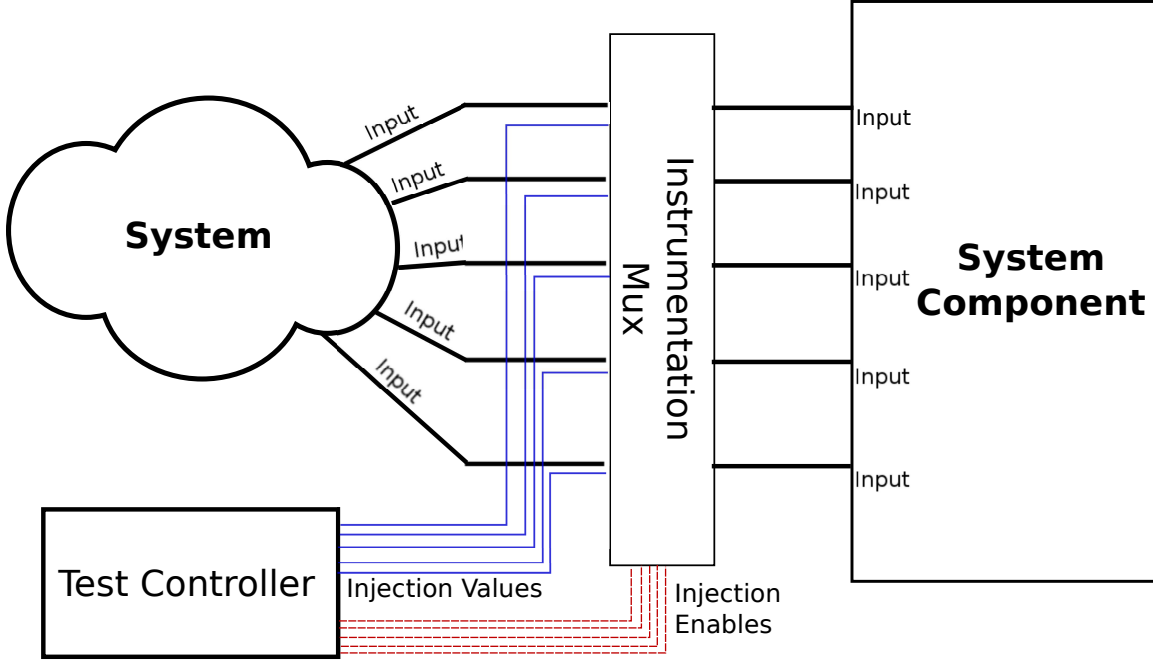 Input
Input
Input
Input
Input
System
Instrumentation
Mux
Input
Input
Input
Input
Input
System
Component
Test Controller
Injection Values
Injection
Enables